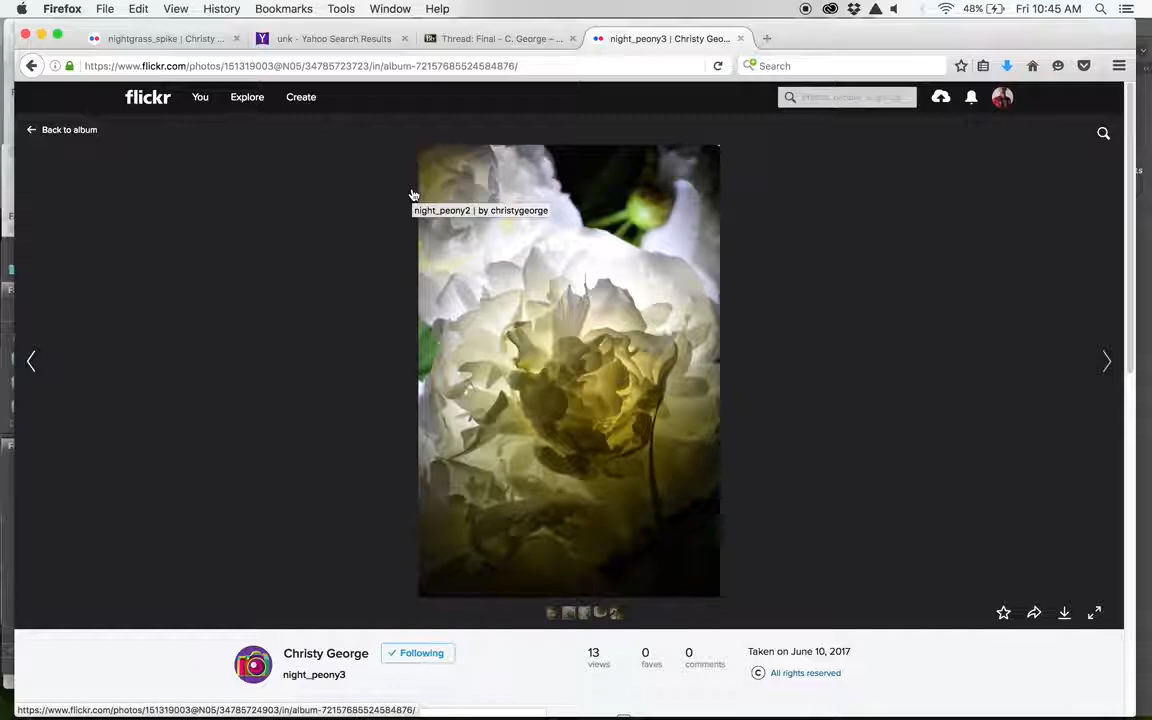 Firefox File Edit View History Bookmarks Tools Window Help 48% Fri 10:45 AM
nightgrass_spike | Christy ... unk - Yahoo Search Results Thread: Final - C. George – ... night_peony3 | Christy Geo...
https://www.flickr.com/photos/151319003@N05/34785723723/in/album-72157685524584876/ Search
flickr You Explore Create
Back to album
night_peony2 | by christygeorge
Christy George Following 13 0 0 Taken on June 10, 2017
views faves comments
night_peony3 All rights reserved
https://www.flickr.com/photos/151319003@N05/34785724903/in/album-72157685524584876/